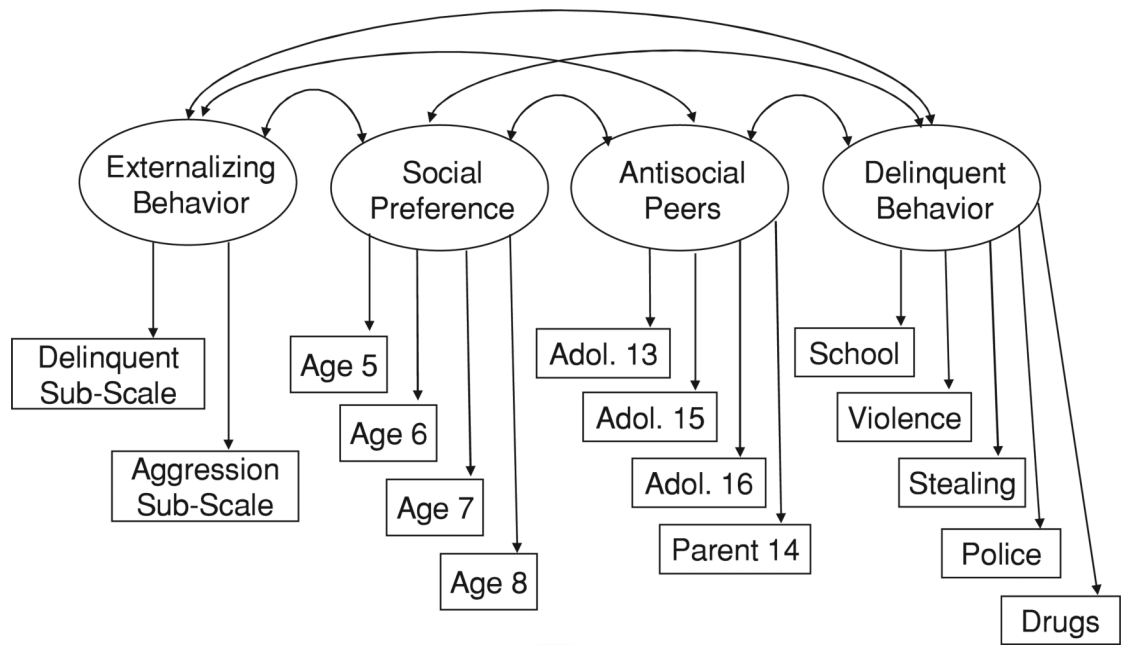 Externalizing
Behavior
Social
Preference
Antisocial
Peers
Delinquent
Behavior
Delinquent
Sub-Scale
Aggression
Sub-Scale
Age 5
Age 6
Age 7
Age 8
Adol. 13
Adol. 15
Adol. 16
Parent 14
School
Violence
Stealing
Police
Drugs